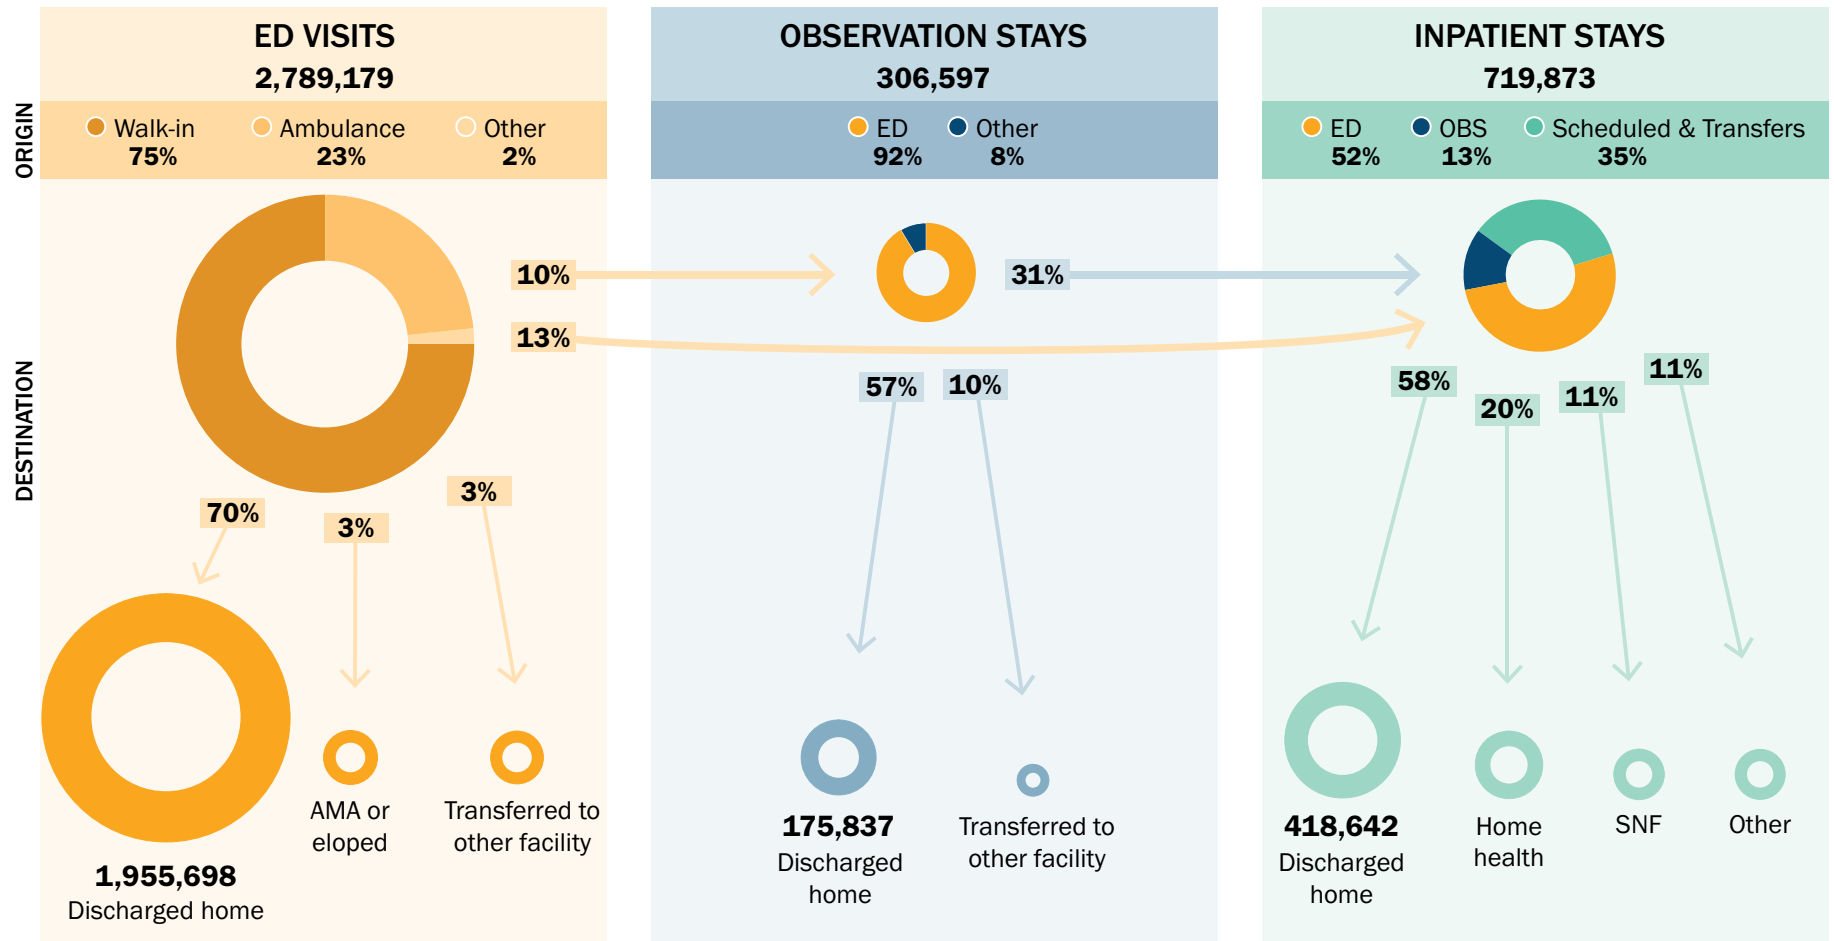 ED VISITS
2,789,179
ORIGIN
Walk-in
75%
Ambulance
23%
Other
2%
DESTINATION
10%
13%
70%
3%
3%
1,955,698
Discharged home
AMA or
eloped
Transferred to
other facility
OBSERVATION STAYS
306,597
ED
92%
Other
8%
31%
57%
10%
175,837
Discharged
home
Transferred to
other facility
INPATIENT STAYS
719,873
ED
52%
OBS
13%
Scheduled & Transfers
35%
58%
20%
11%
11%
418,642
Discharged
home
Home
health
SNF
Other